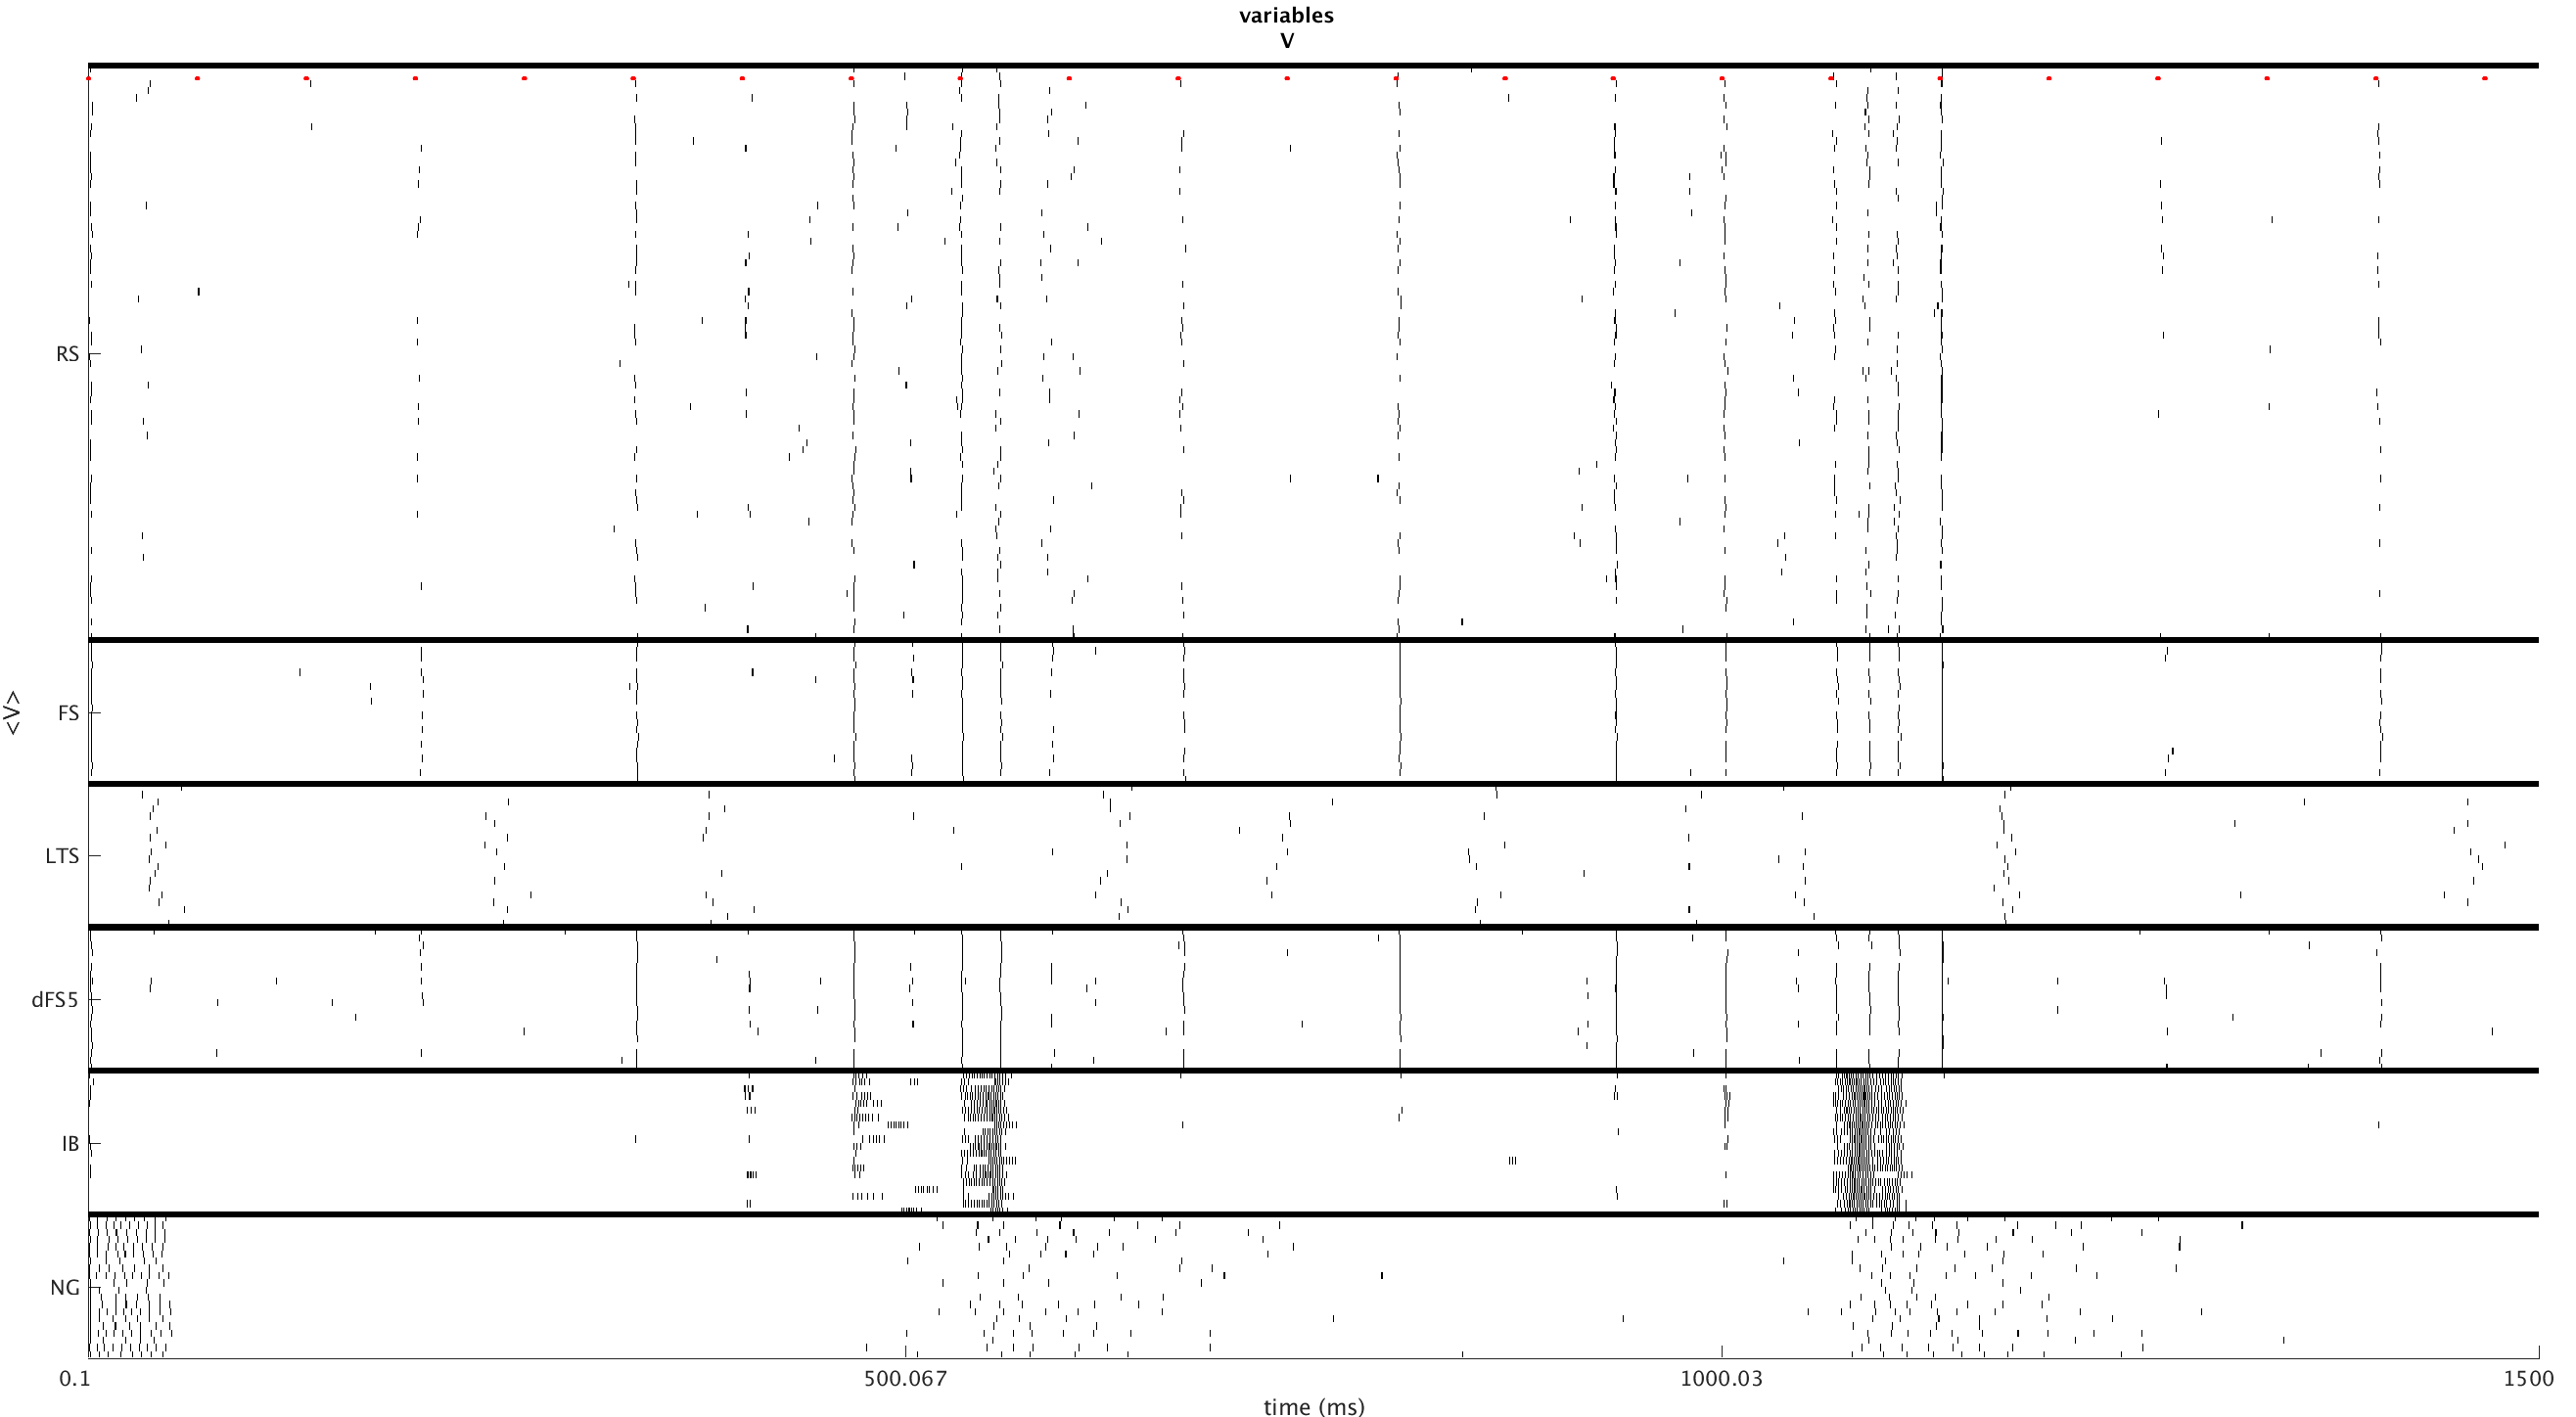 variables
V
RS
FS
<V>
LTS
dFS5
IB
NG
0.1 500.067 1000.03 1500
time (ms)